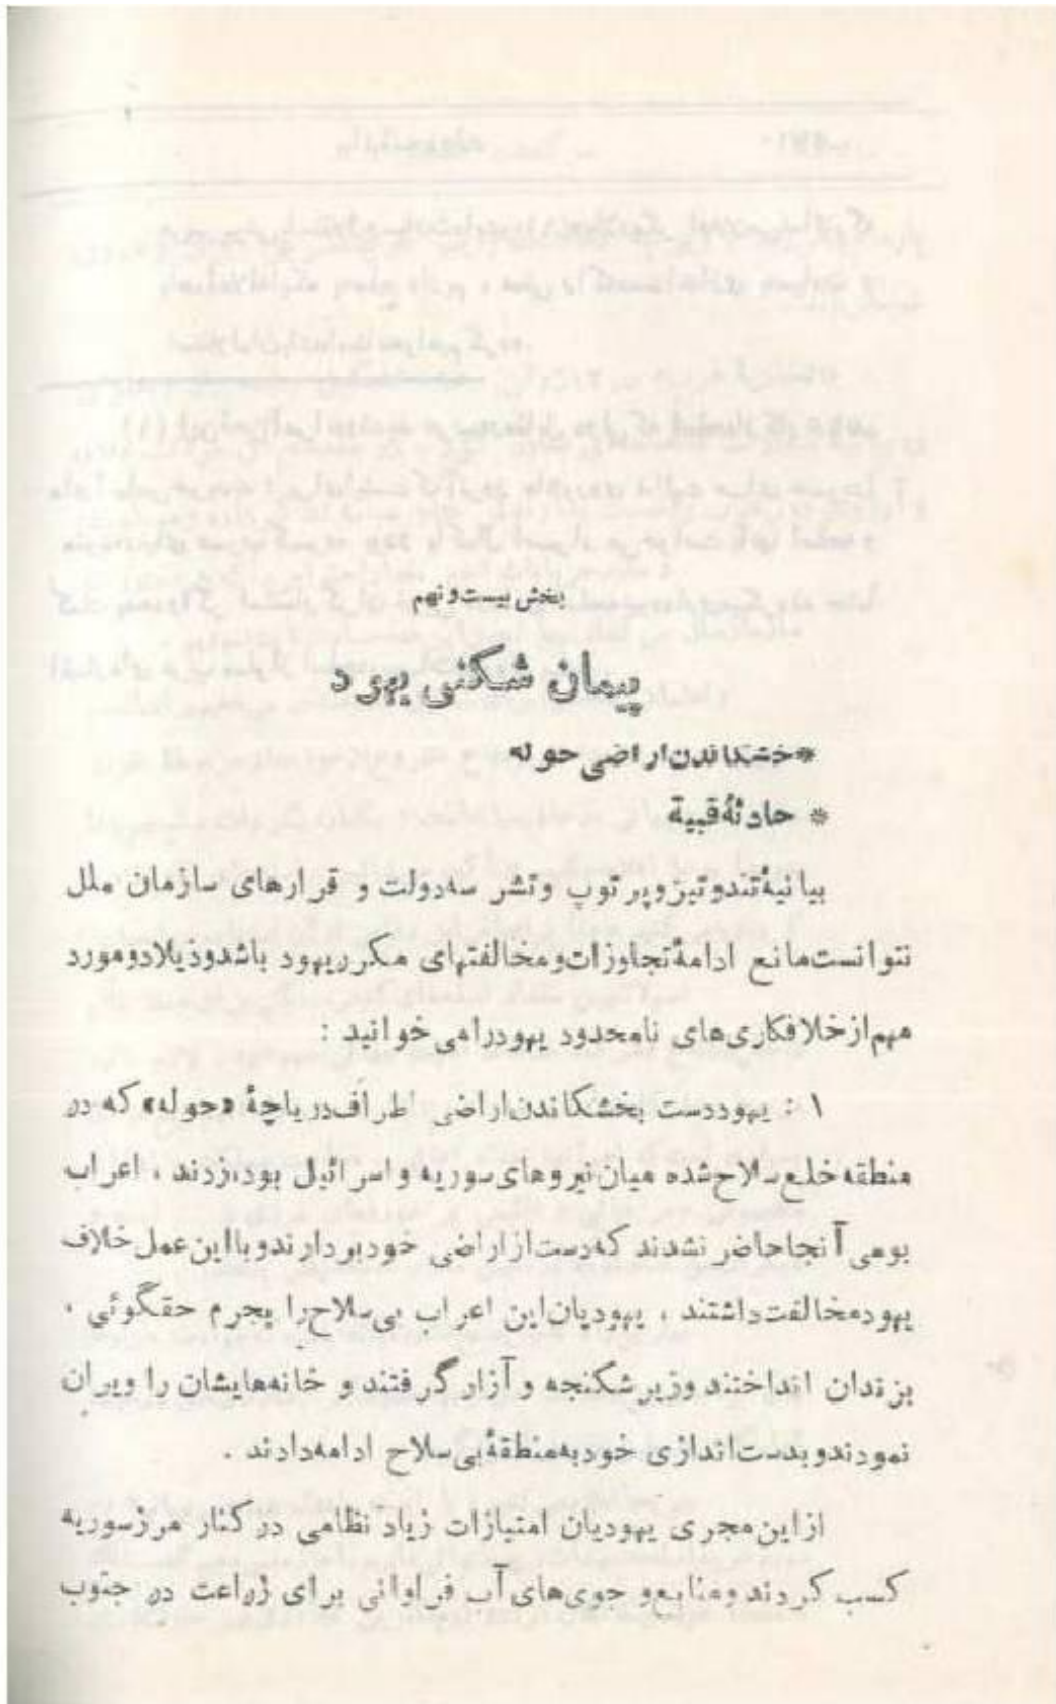 بخش بیست و نهم
پیمان شکنی یهود
* خشکاندن اراضی حوله
* حادثهٔ قبیة
بیانیهٔ تند و تیز و پر توپ و تشر سه دولت و قرارهای سازمان ملل
نتوانست مانع ادامهٔ تجاوزات و مخالفتهای مکرر یهود باشد و ذیلا دو مورد
مهم از خلافکاری‌های نامحدود یهود را می خوانید :
۱ : یهود دست بخشکاندن اراضی اطراف دریاچهٔ «حوله» که در
منطقه خلع سلاح شده میان نیروهای سوریه و اسرائیل بود، زدند ، اعراب
بومی آنجا حاضر نشدند که دست از اراضی خود بردارند و با این عمل خلاف
یهود مخالفت داشتند ، یهودیان این اعراب بی سلاح را بجرم حقگوئی ،
بزندان انداختند و زیر شکنجه و آزار گرفتند و خانه‌هایشان را ویران
نمودند و بدست اندازی خود به منطقهٔ بی سلاح ادامه دادند .
از این مجری یهودیان امتیازات زیاد نظامی در کنار مرز سوریه
کسب کردند و منابع و جوی های آب فراوانی برای زراعت در جنوب